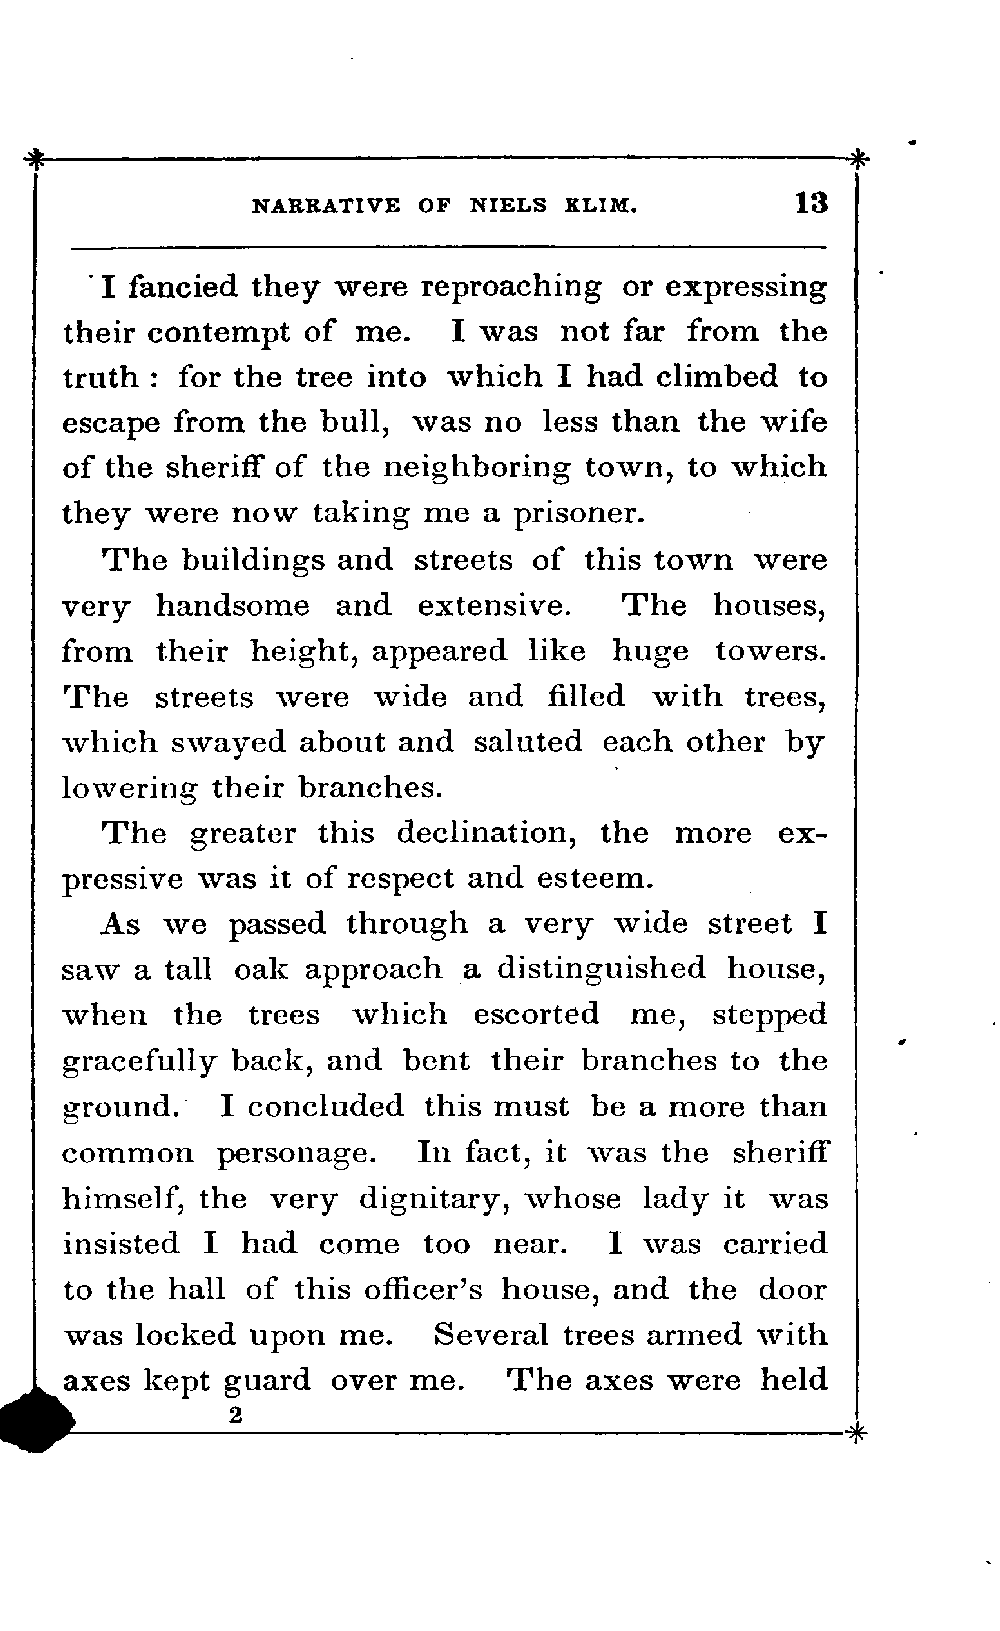 NARRATIVE OF NIELS KLIM. 13
I fancied they were reproaching or expressing
their contempt of me. I was not far from the
truth : for the tree into which I had climbed to
escape from the bull, was no less than the wife
of the sheriff of the neighboring town, to which
they were now taking me a prisoner.
The buildings and streets of this town were
very handsome and extensive. The houses,
from their height, appeared like huge towers.
The streets were wide and filled with trees,
which swayed about and saluted each other by
lowering their branches.
The greater this declination, the more ex-
pressive was it of respect and esteem.
As we passed through a very wide street I
saw a tall oak approach a distinguished house,
when the trees which escorted me, stepped
gracefully back, and bent their branches to the
ground. I concluded this must be a more than
common personage. In fact, it was the sheriff
himself, the very dignitary, whose lady it was
insisted I had come too near. I was carried
to the hall of this officer's house, and the door
was locked upon me. Several trees armed with
axes kept guard over me. The axes were held
2